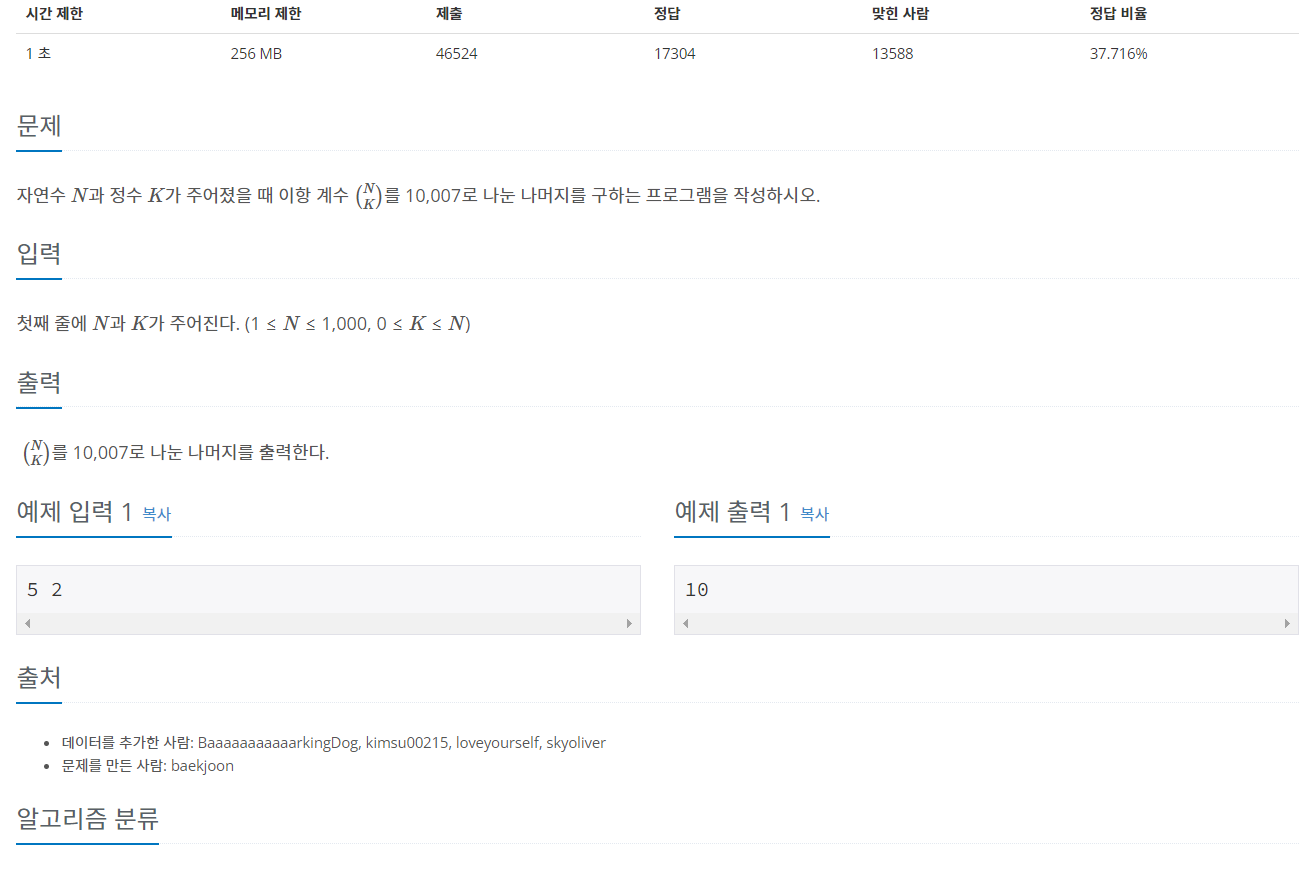 시간 제한 메모리 제한 제출 정답 맞힌 사람 정답 비율
1 초 256 MB 46524 17304 13588 37.716%
문제
자연수 N과 정수 K가 주어졌을 때 이항 계수 (N K)를 10,007로 나눈 나머지를 구하는 프로그램을 작성하시오.
입력
첫째 줄에 N과 K가 주어진다. (1 ≤ N ≤ 1,000, 0 ≤ K ≤ N)
출력
(N K)를 10,007로 나눈 나머지를 출력한다.
예제 입력 1 복사
5 2
예제 출력 1 복사
10
출처
• 데이터를 추가한 사람: BaaaaaaaaaaarkingDog, kimsu00215, loveyourself, skyoliver
• 문제를 만든 사람: baekjoon
알고리즘 분류